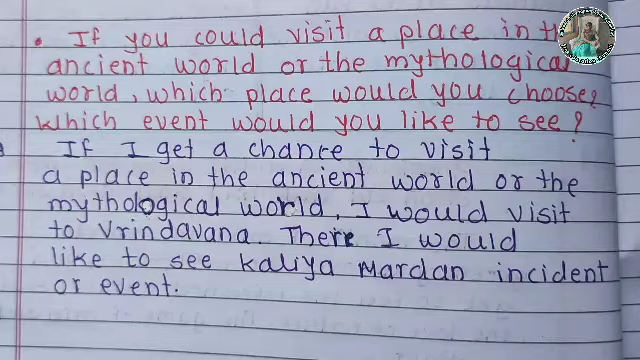 • If you could visit a place in th
ancient world or the mythological
world, which place would you choose?
Which event would you like to see?
If I get a chance to visit
a place in the ancient world or the
mythological world, I would visit
to Vrindavana. There I would
like to see Kaliya Mardan incident
or event.